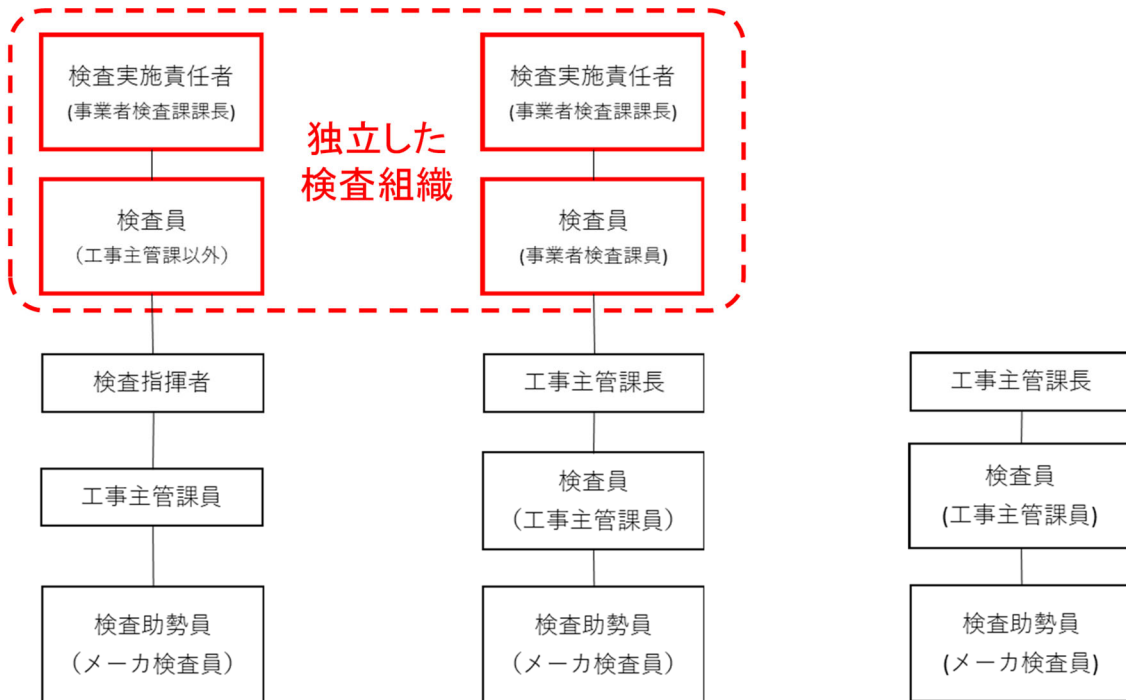 検査実施責任者
(事業者検査課課長)
検査員
（工事主管課以外）
検査指揮者
工事主管課員
検査助勢員
（メーカ検査員）
独立した
検査組織
検査実施責任者
(事業者検査課課長)
検査員
(事業者検査課員)
工事主管課長
検査員
（工事主管課員）
検査助勢員
（メーカ検査員）
工事主管課長
検査員
(工事主管課員)
検査助勢員
(メーカ検査員)